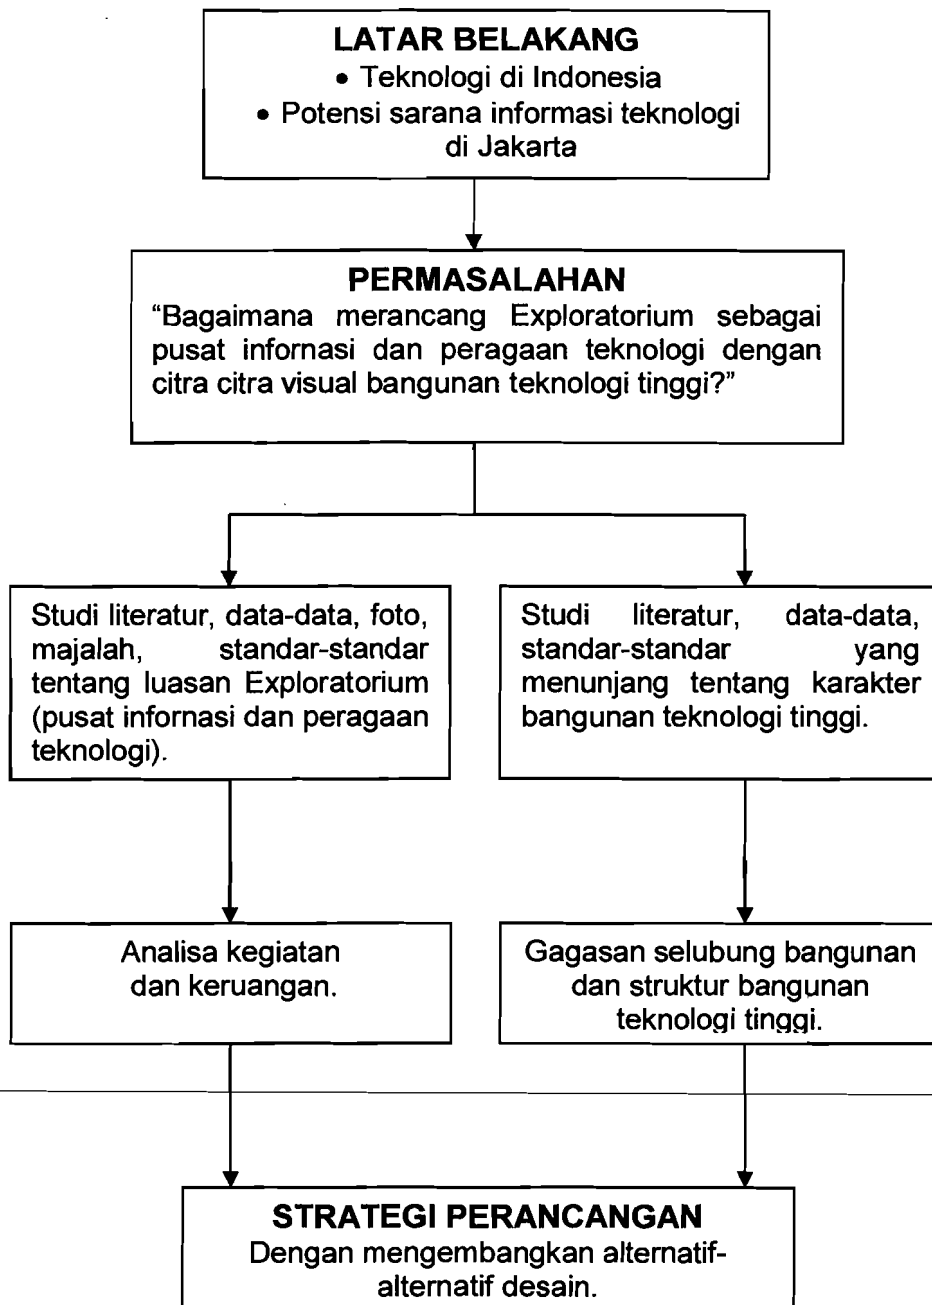 LATAR BELAKANG
• Teknologi di Indonesia
• Potensi sarana informasi teknologi
di Jakarta
PERMASALAHAN
“Bagaimana merancang Exploratorium sebagai
pusat infornasi dan peragaan teknologi dengan
citra citra visual bangunan teknologi tinggi?”
Studi literatur, data-data, foto,
majalah, standar-standar
tentang luasan Exploratorium
(pusat infornasi dan peragaan
teknologi).
Studi literatur, data-data,
standar-standar yang
menunjang tentang karakter
bangunan teknologi tinggi.
Analisa kegiatan
dan keruangan.
Gagasan selubung bangunan
dan struktur bangunan
teknologi tinggi.
STRATEGI PERANCANGAN
Dengan mengembangkan alternatif-
alternatif desain.